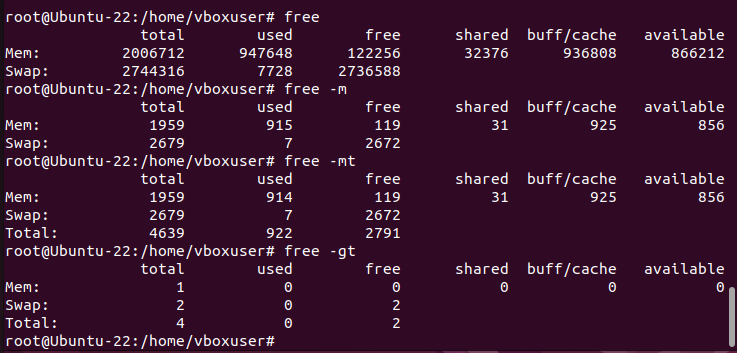 root@Ubuntu-22:/home/vboxuser# free
               total        used        free      shared  buff/cache   available
Mem:         2006712      947648      122256       32376      936808      866212
Swap:        2744316        7728     2736588
root@Ubuntu-22:/home/vboxuser# free -m
               total        used        free      shared  buff/cache   available
Mem:            1959         915         119          31         925         856
Swap:           2679           7        2672
root@Ubuntu-22:/home/vboxuser# free -mt
               total        used        free      shared  buff/cache   available
Mem:            1959         914         119          31         925         856
Swap:           2679           7        2672
Total:          4639         922        2791
root@Ubuntu-22:/home/vboxuser# free -gt
               total        used        free      shared  buff/cache   available
Mem:               1           0           0           0           0           0
Swap:              2           0           2
Total:             4           0           2
root@Ubuntu-22:/home/vboxuser#